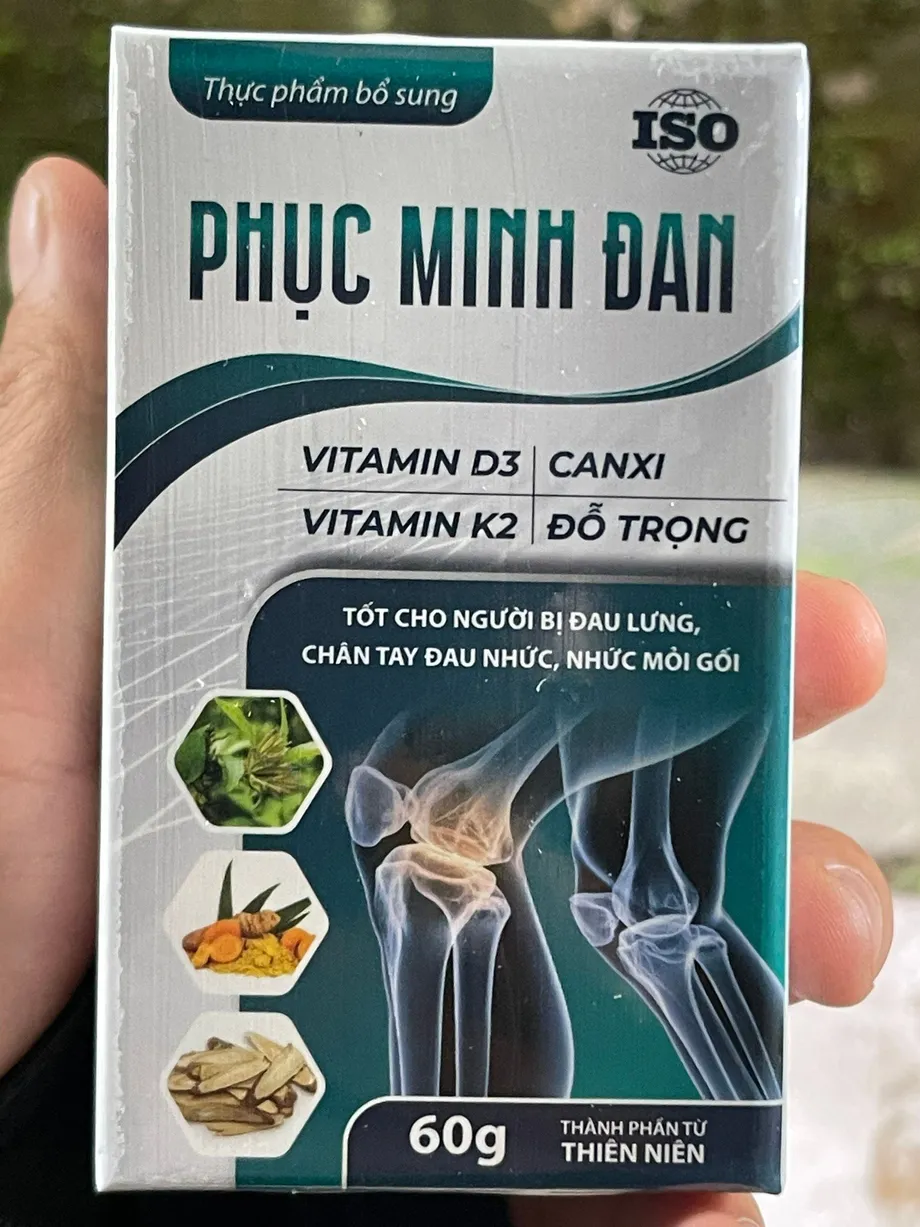 Thực phẩm bổ sung
ISO
PHỤC MINH ĐAN
VITAMIN D3 CANXI
VITAMIN K2 ĐỖ TRỌNG
TỐT CHO NGƯỜI BỊ ĐAU LƯNG,
CHÂN TAY ĐAU NHỨC, NHỨC MỎI GỐI
60g
THÀNH PHẦN TỪ
THIÊN NIÊN